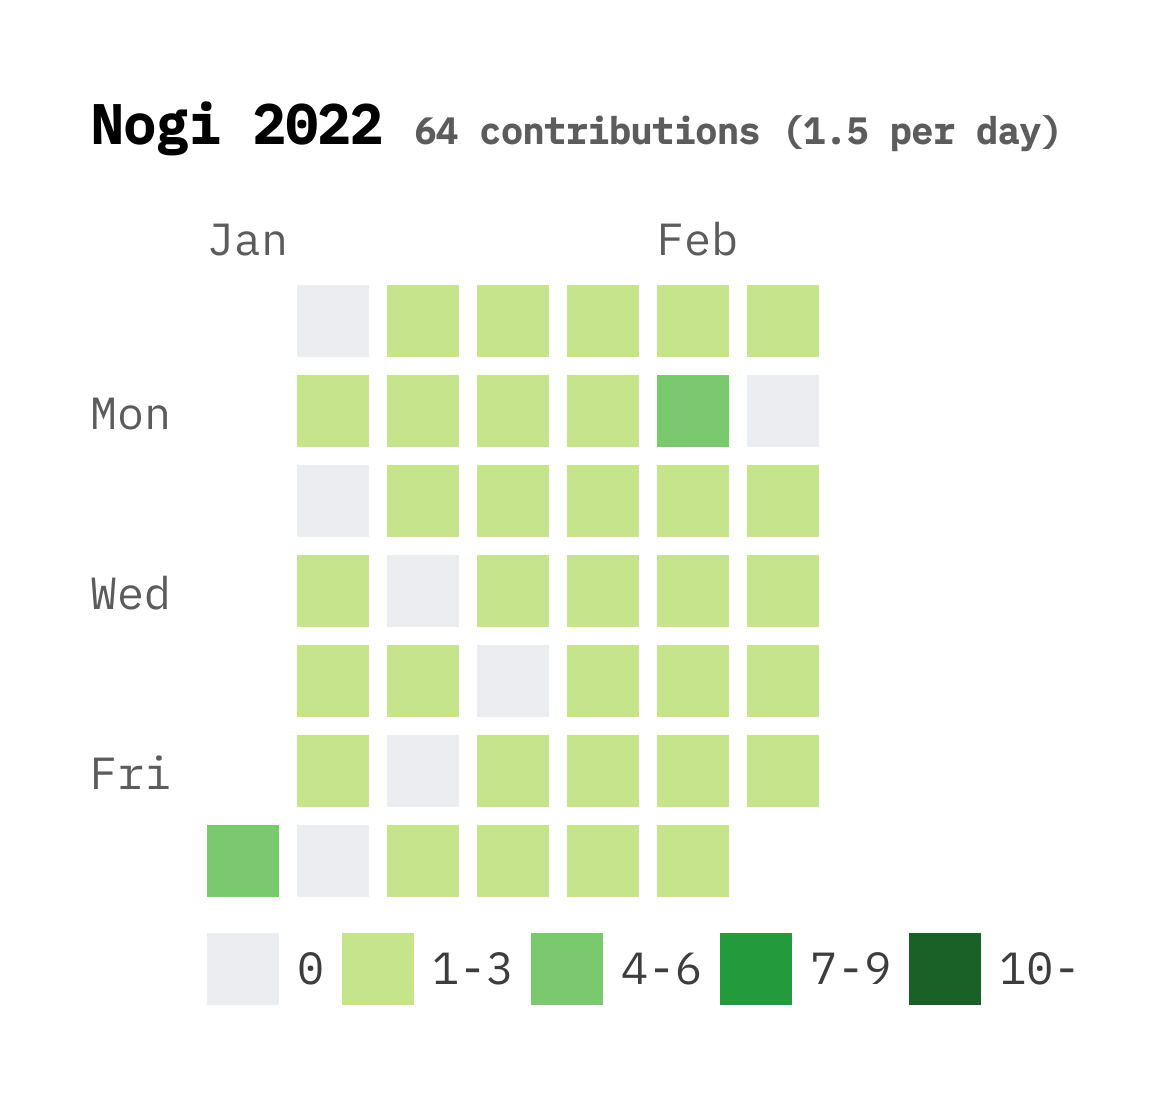 Nogi 2022 64 contributions (1.5 per day)
Jan Feb
Mon
Wed
Fri
0 1-3 4-6 7-9 10-